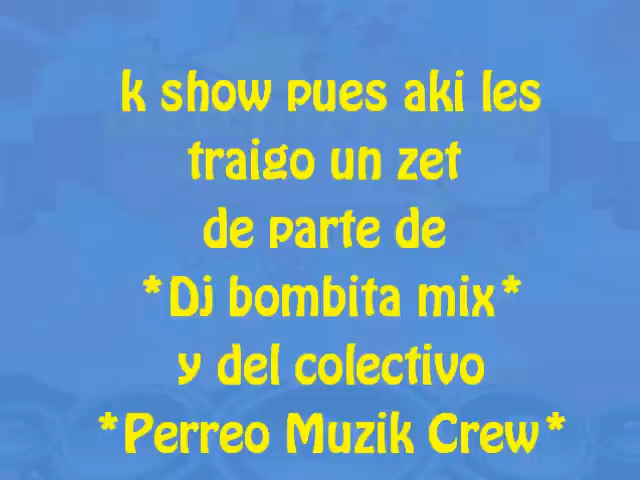 k show pues aki les
traigo un zet
de parte de
*Dj bombita mix*
y del colectivo
*Perreo Muzik Crew*